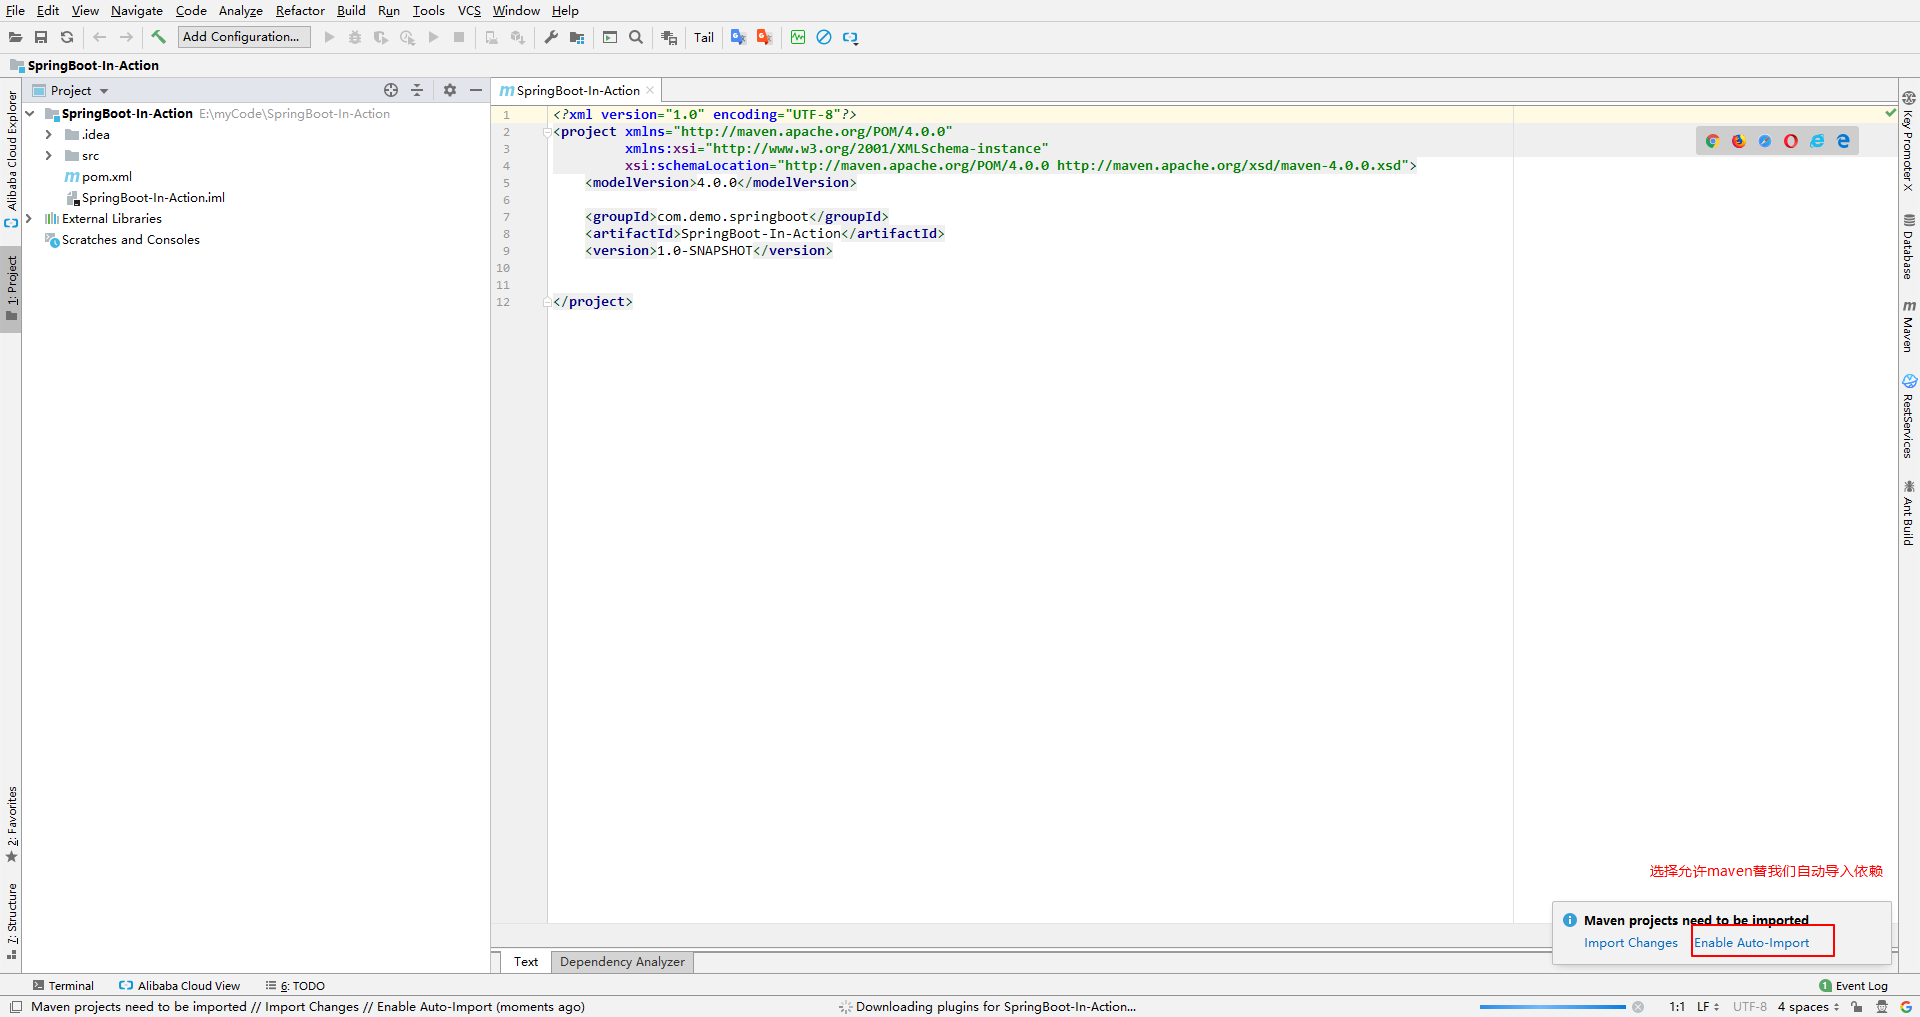 File Edit View Navigate Code Analyze Refactor Build Run Tools VCS Window Help
Add Configuration...
Tail
SpringBoot-In-Action
Project
SpringBoot-In-Action E:\myCode\SpringBoot-In-Action
.idea
src
pom.xml
SpringBoot-In-Action.iml
External Libraries
Scratches and Consoles
Alibaba Cloud Explorer
1: Project
2: Favorites
7: Structure
SpringBoot-In-Action
1 <?xml version="1.0" encoding="UTF-8"?>
2 <project xmlns="http://maven.apache.org/POM/4.0.0"
3 xmlns:xsi="http://www.w3.org/2001/XMLSchema-instance"
4 xsi:schemaLocation="http://maven.apache.org/POM/4.0.0 http://maven.apache.org/xsd/maven-4.0.0.xsd">
5 <modelVersion>4.0.0</modelVersion>
6
7 <groupId>com.demo.springboot</groupId>
8 <artifactId>SpringBoot-In-Action</artifactId>
9 <version>1.0-SNAPSHOT</version>
10
11
12 </project>
Key Promoter X
Database
Maven
RestServices
Ant Build
选择允许maven替我们自动导入依赖
Maven projects need to be imported
Import Changes Enable Auto-Import
Text Dependency Analyzer
Terminal Alibaba Cloud View 6: TODO 1 Event Log
Maven projects need to be imported // Import Changes // Enable Auto-Import (moments ago) Downloading plugins for SpringBoot-In-Action... 1:1 LF UTF-8 4 spaces